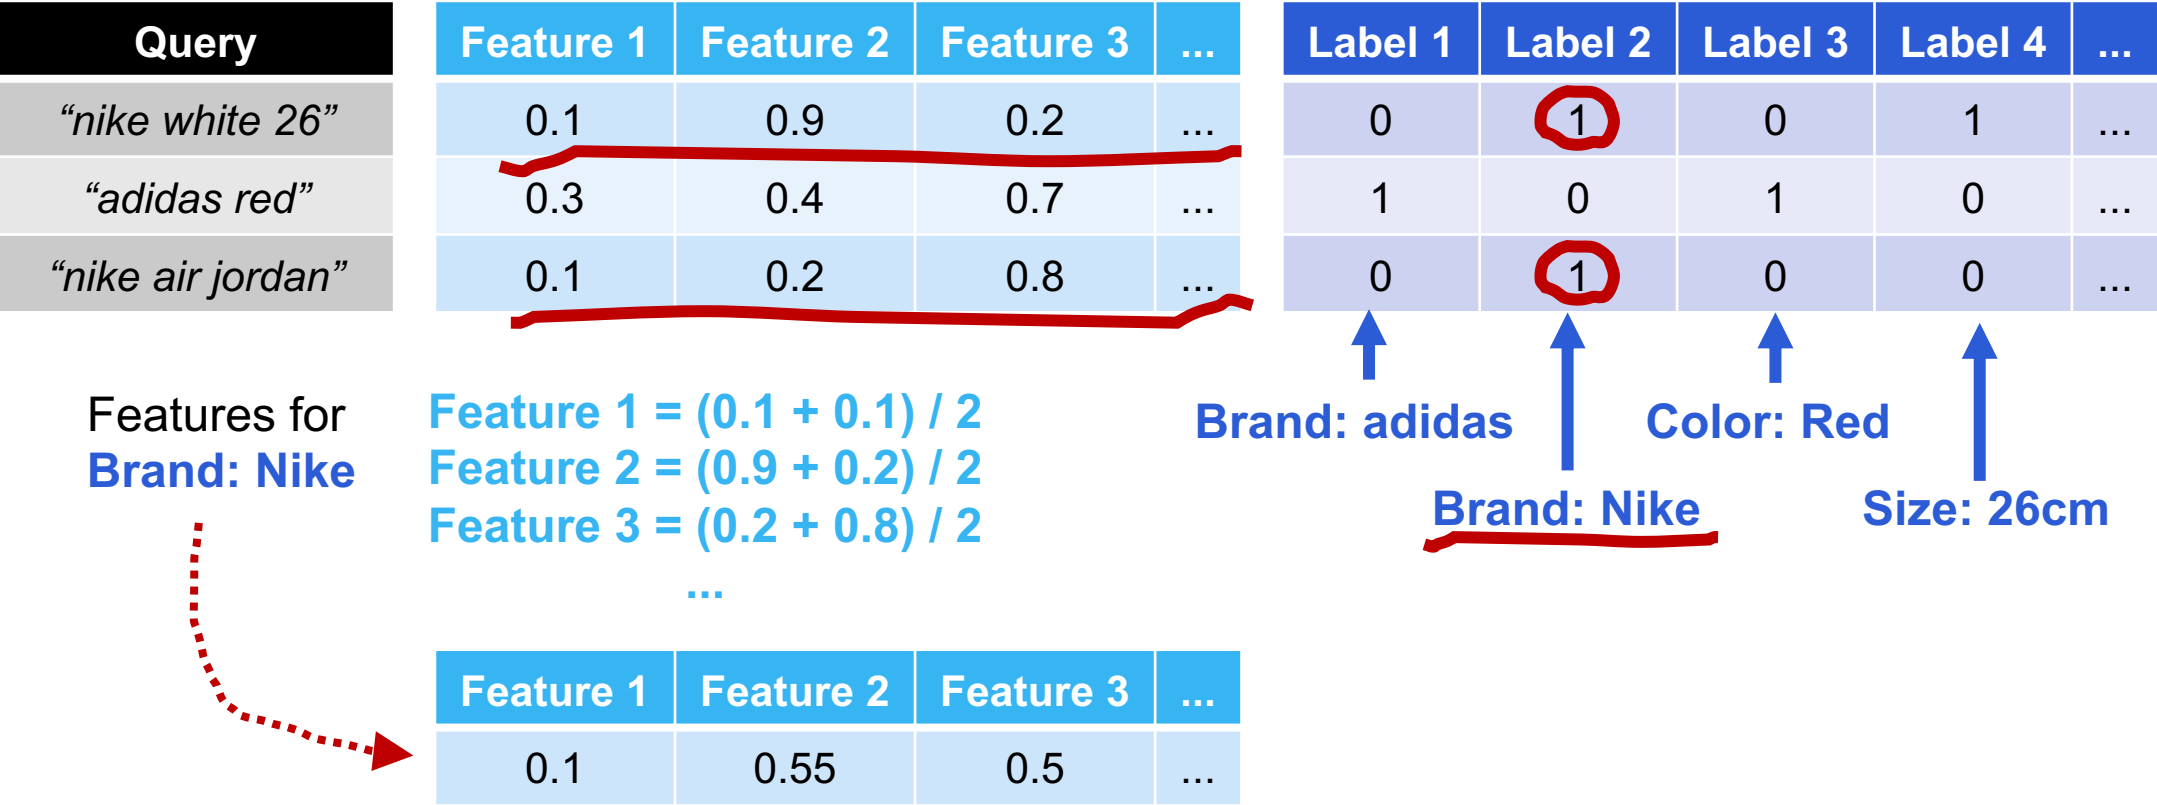 Query Feature 1 Feature 2 Feature 3 ... Label 1 Label 2 Label 3 Label 4 ...
“nike white 26” 0.1 0.9 0.2 ... 0 1 0 1 ...
“adidas red” 0.3 0.4 0.7 ... 1 0 1 0 ...
“nike air jordan” 0.1 0.2 0.8 ... 0 1 0 0 ...
Features for
Brand: Nike
Feature 1 = (0.1 + 0.1) / 2
Feature 2 = (0.9 + 0.2) / 2
Feature 3 = (0.2 + 0.8) / 2
...
Brand: adidas
Color: Red
Brand: Nike
Size: 26cm
Feature 1 Feature 2 Feature 3 ...
0.1 0.55 0.5 ...